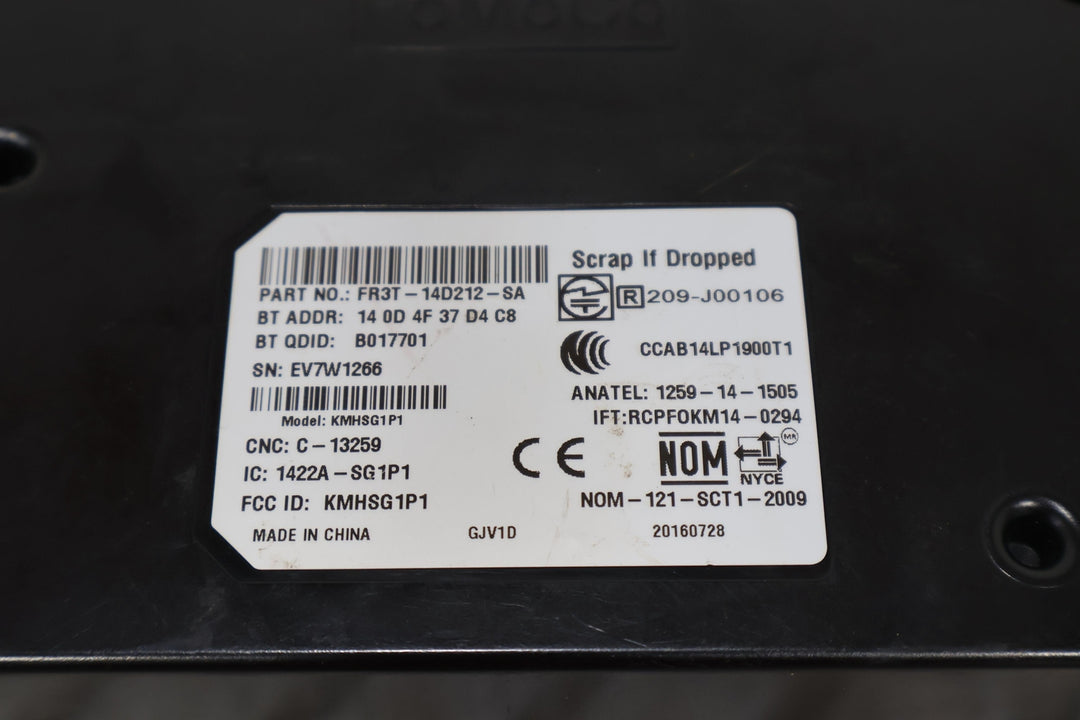 FoMoCo
Scrap If Dropped
PART NO.: FR3T-14D212-SA
R 209-J00106
BT ADDR: 14 0D 4F 37 D4 C8
BT QDID: B017701
CCAB14LP1900T1
SN: EV7W1266
ANATEL: 1259-14-1505
Model: KMHSG1P1
IFT:RCPFOKM14-0294
CNC: C-13259
CE
NOM
MR
NYCE
IC: 1422A-SG1P1
FCC ID: KMHSG1P1
NOM-121-SCT1-2009
MADE IN CHINA
GJV1D
20160728